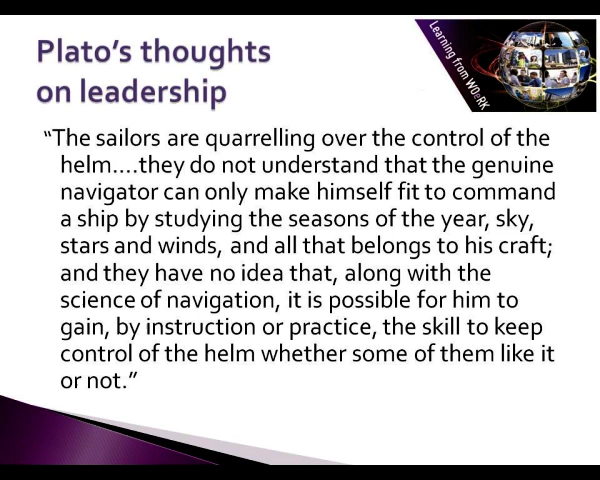 Plato’s thoughts
on leadership
Learning from WOeRK
“The sailors are quarrelling over the control of the
helm....they do not understand that the genuine
navigator can only make himself fit to command
a ship by studying the seasons of the year, sky,
stars and winds, and all that belongs to his craft;
and they have no idea that, along with the
science of navigation, it is possible for him to
gain, by instruction or practice, the skill to keep
control of the helm whether some of them like it
or not.”